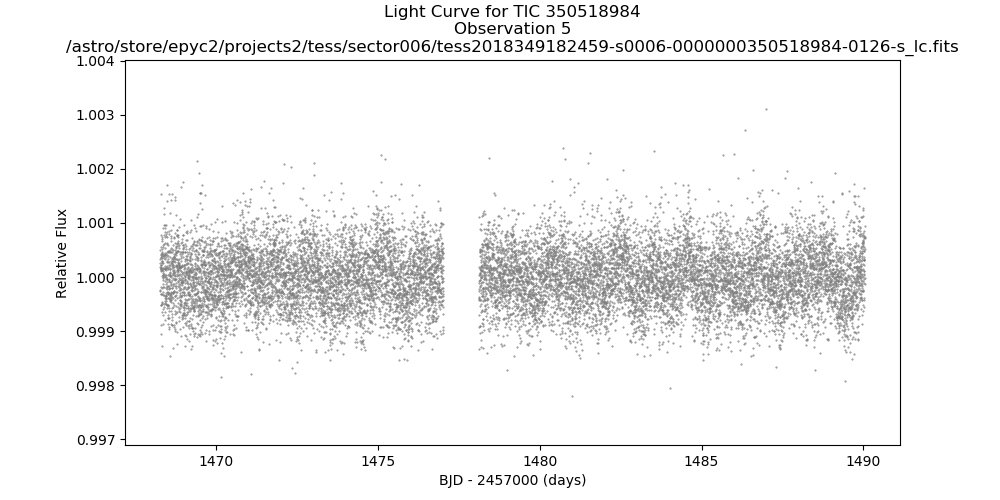 Light Curve for TIC 350518984
Observation 5
/astro/store/epyc2/projects2/tess/sector006/tess2018349182459-s0006-0000000350518984-0126-s_lc.fits
1.004
1.003
1.002
1.001
1.000
0.999
0.998
0.997
Relative Flux
1470
1475
1480
1485
1490
BJD - 2457000 (days)